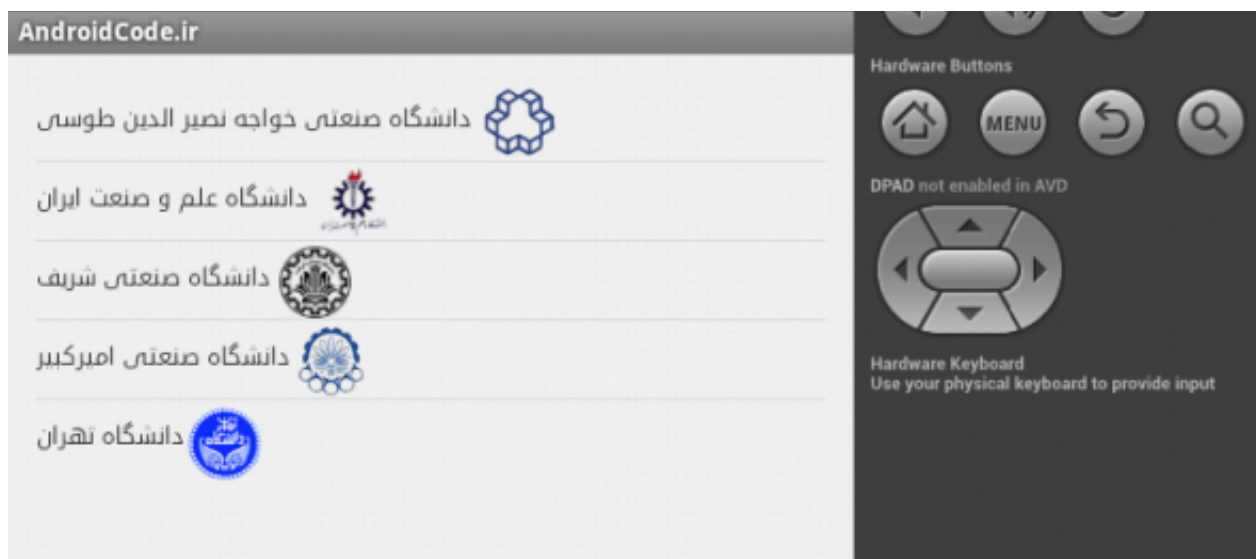 AndroidCode.ir
دانشگاه صنعتی خواجه نصیر الدین طوسی
دانشگاه علم و صنعت ایران
دانشگاه صنعتی شریف
دانشگاه صنعتی امیرکبیر
دانشگاه تهران
Hardware Buttons
MENU
DPAD not enabled in AVD
Hardware Keyboard
Use your physical keyboard to provide input